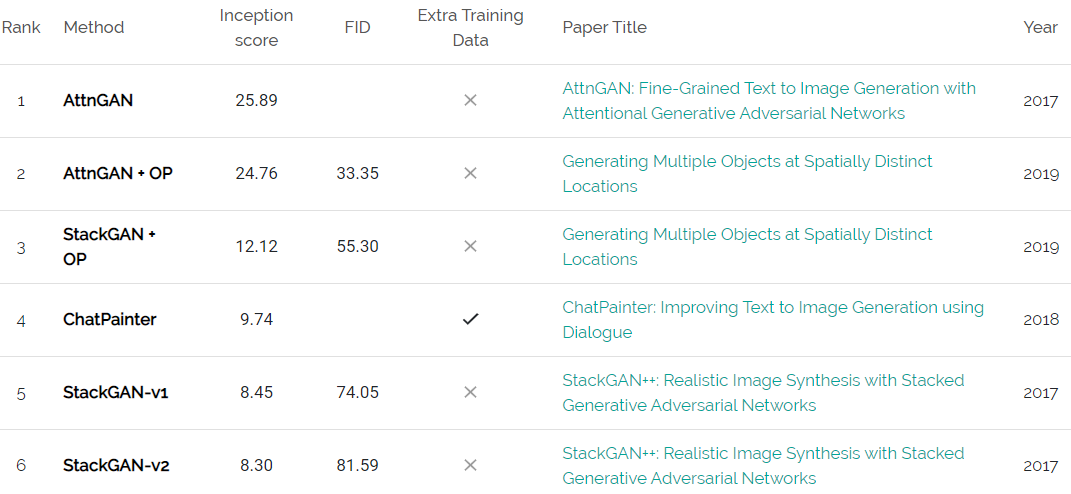 Rank Method Inception score FID Extra Training Data Paper Title Year
1 AttnGAN 25.89 AttnGAN: Fine-Grained Text to Image Generation with Attentional Generative Adversarial Networks 2017
2 AttnGAN + OP 24.76 33.35 Generating Multiple Objects at Spatially Distinct Locations 2019
3 StackGAN + OP 12.12 55.30 Generating Multiple Objects at Spatially Distinct Locations 2019
4 ChatPainter 9.74 ✓ ChatPainter: Improving Text to Image Generation using Dialogue 2018
5 StackGAN-v1 8.45 74.05 StackGAN++: Realistic Image Synthesis with Stacked Generative Adversarial Networks 2017
6 StackGAN-v2 8.30 81.59 StackGAN++: Realistic Image Synthesis with Stacked Generative Adversarial Networks 2017